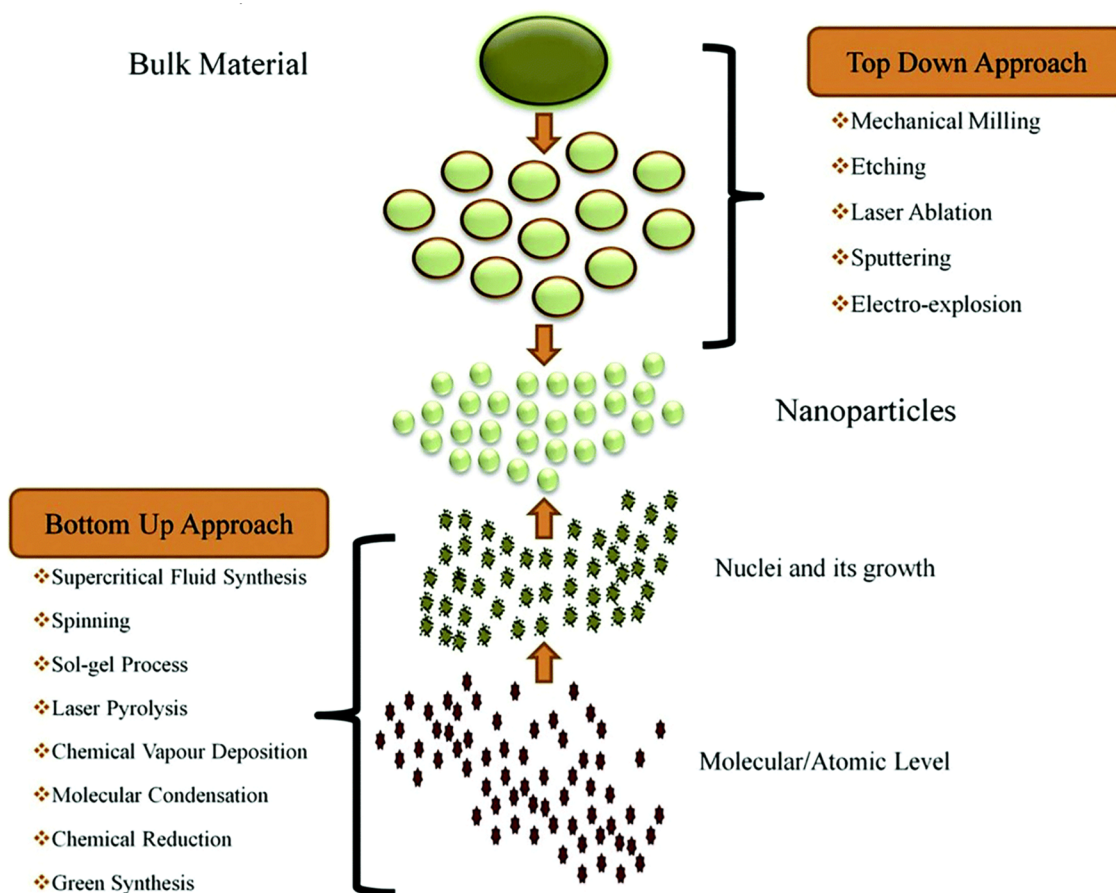 Bulk Material
Top Down Approach
❖Mechanical Milling
❖Etching
❖Laser Ablation
❖Sputtering
❖Electro-explosion
Nanoparticles
Bottom Up Approach
❖Supercritical Fluid Synthesis
❖Spinning
❖Sol-gel Process
❖Laser Pyrolysis
❖Chemical Vapour Deposition
❖Molecular Condensation
❖Chemical Reduction
❖Green Synthesis
Nuclei and its growth
Molecular/Atomic Level